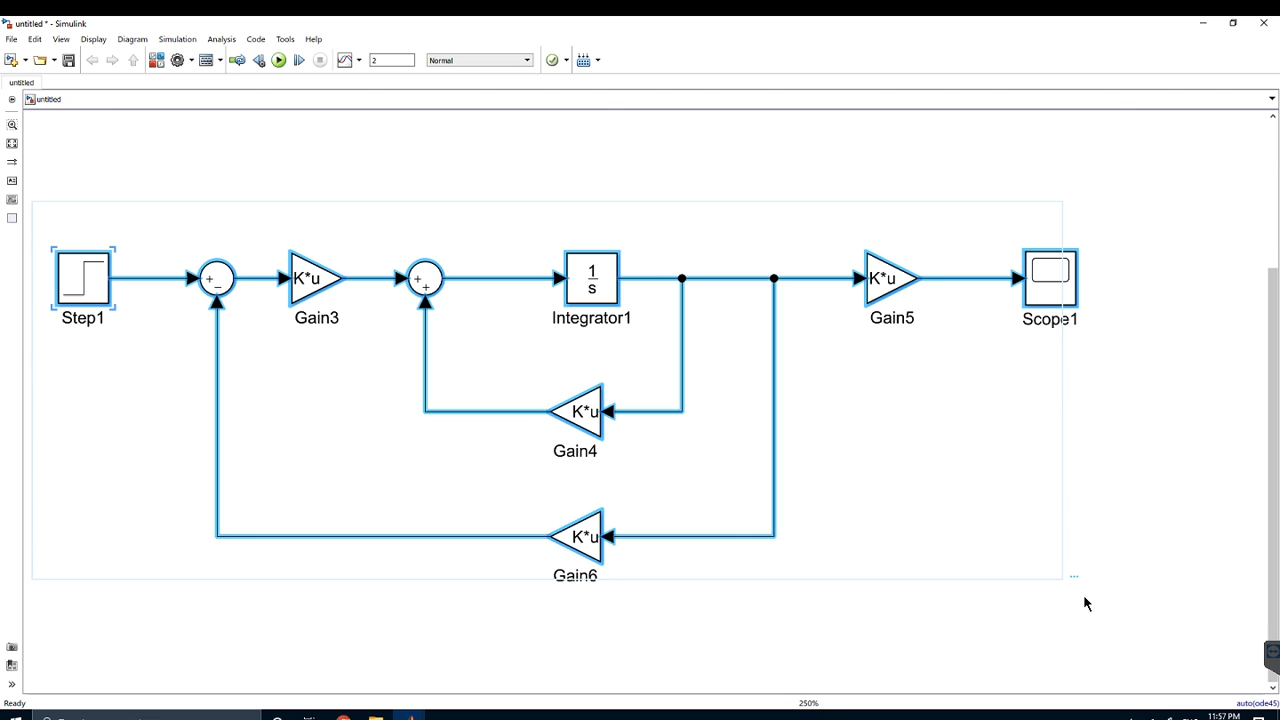 untitled * - Simulink
File Edit View Display Diagram Simulation Analysis Code Tools Help
2 Normal
untitled
untitled
+ − K*u + + 1 s K*u
Step1 Gain3 Integrator1 Gain5 Scope1
K*u
Gain4
K*u
Gain6
...
Ready 250% auto(ode45)
11:57 PM